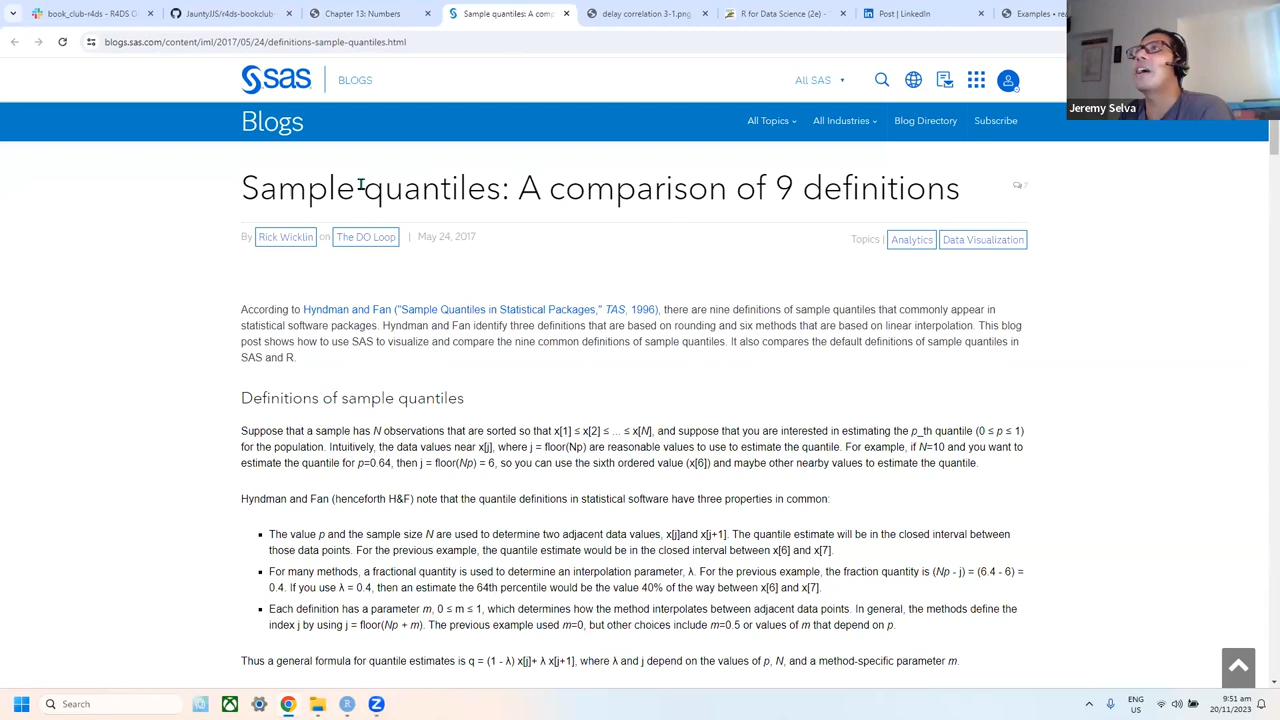 book_club-r4ds - R4DS O
JauntyJJS/r4ds-bookclub-
Chapter 13: Numbers
Sample quantiles: A comp
delay correlation 3-1.png
R for Data Science (2e) -
Post | LinkedIn
Examples • rea
blogs.sas.com/content/iml/2017/05/24/definitions-sample-quantiles.html
Jeremy Selva
sas BLOGS
All SAS
Blogs
All Topics All Industries Blog Directory Subscribe
Sample quantiles: A comparison of 9 definitions
7
By Rick Wicklin on The DO Loop | May 24, 2017
Topics | Analytics Data Visualization
According to Hyndman and Fan ("Sample Quantiles in Statistical Packages," TAS, 1996), there are nine definitions of sample quantiles that commonly appear in
statistical software packages. Hyndman and Fan identify three definitions that are based on rounding and six methods that are based on linear interpolation. This blog
post shows how to use SAS to visualize and compare the nine common definitions of sample quantiles. It also compares the default definitions of sample quantiles in
SAS and R.
Definitions of sample quantiles
Suppose that a sample has N observations that are sorted so that x[1] ≤ x[2] ≤ ... ≤ x[N], and suppose that you are interested in estimating the p_th quantile (0 ≤ p ≤ 1)
for the population. Intuitively, the data values near x[j], where j = floor(Np) are reasonable values to use to estimate the quantile. For example, if N=10 and you want to
estimate the quantile for p=0.64, then j = floor(Np) = 6, so you can use the sixth ordered value (x[6]) and maybe other nearby values to estimate the quantile.
Hyndman and Fan (henceforth H&F) note that the quantile definitions in statistical software have three properties in common:
The value p and the sample size N are used to determine two adjacent data values, x[j]and x[j+1]. The quantile estimate will be in the closed interval between
those data points. For the previous example, the quantile estimate would be in the closed interval between x[6] and x[7].
For many methods, a fractional quantity is used to determine an interpolation parameter, λ. For the previous example, the fraction quantity is (Np - j) = (6.4 - 6) =
0.4. If you use λ = 0.4, then an estimate the 64th percentile would be the value 40% of the way between x[6] and x[7].
Each definition has a parameter m, 0 ≤ m ≤ 1, which determines how the method interpolates between adjacent data points. In general, the methods define the
index j by using j = floor(Np + m). The previous example used m=0, but other choices include m=0.5 or values of m that depend on p.
Thus a general formula for quantile estimates is q = (1 - λ) x[j]+ λ x[j+1], where λ and j depend on the values of p, N, and a method-specific parameter m.
Search
ENG
US
9:51 am
20/11/2023